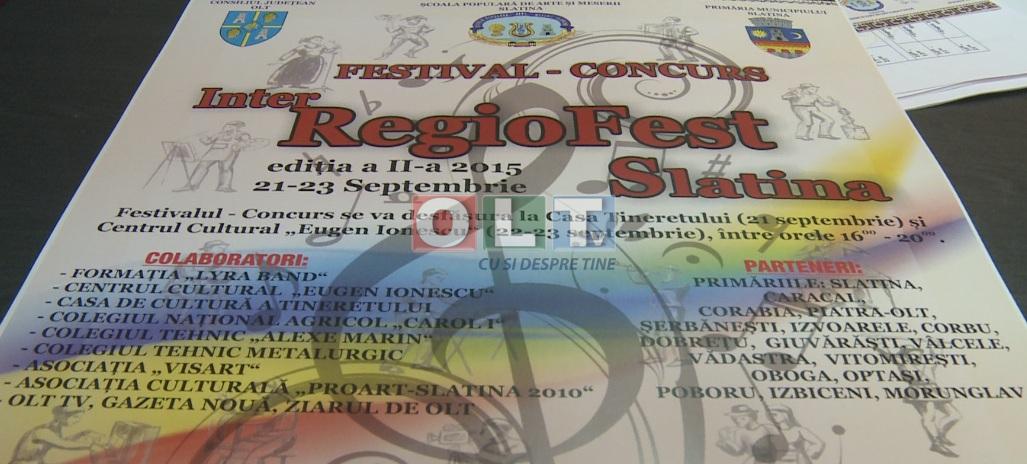 CONSILIUL JUDEȚEAN
OLT
ȘCOALA POPULARĂ DE ARTE ȘI MESERII
SLATINA
PRIMĂRIA MUNICIPIULUI
SLATINA
FESTIVAL - CONCURS
Inter
RegioFest
Slatina
ediția a II-a 2015
21-23 Septembrie
Festivalul - Concurs se va desfășura la Casa Tineretului (21 septembrie) și
Centrul Cultural „Eugen Ionescu“ (22-23 septembrie), între orele 16⁰⁰ - 20⁰⁰.
OLT TV
CU SI DESPRE TINE
COLABORATORI:
- FORMAȚIA „LYRA BAND“
- CENTRUL CULTURAL „EUGEN IONESCU“
- CASA DE CULTURĂ A TINERETULUI
- COLEGIUL NAȚIONAL AGRICOL „CAROL I“
- COLEGIUL TEHNIC „ALEXE MARIN“
- COLEGIUL TEHNIC METALURGIC
- ASOCIAȚIA „VISART“
- ASOCIAȚIA CULTURALĂ „PROART-SLATINA 2010“
- OLT TV, GAZETA NOUĂ, ZIARUL DE OLT
PARTENERI:
PRIMĂRIILE: SLATINA,
CARACAL,
CORABIA, PIATRA-OLT,
ȘERBĂNEȘTI, IZVOARELE, CORBU,
DOBREȚU, GIUVĂRĂȘTI, VÂLCELE,
VĂDASTRA, VITOMIREȘTI,
OBOGA, OPTAȘI,
POBORU, IZBICENI, MORUNGLAV